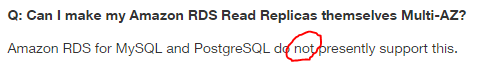 Q: Can I make my Amazon RDS Read Replicas themselves Multi-AZ?
Amazon RDS for MySQL and PostgreSQL do not presently support this.